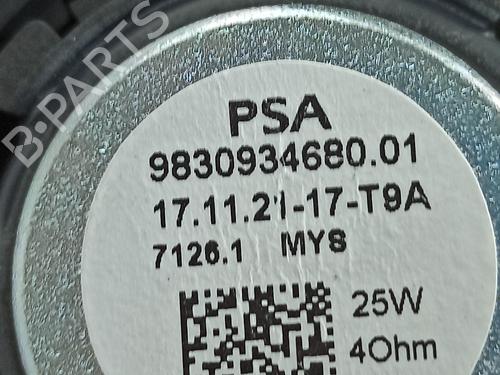 B-PARTS
PSA
9830934680.01
17.11.21-17-T9A
7126.1 MYS
25W
4Ohm